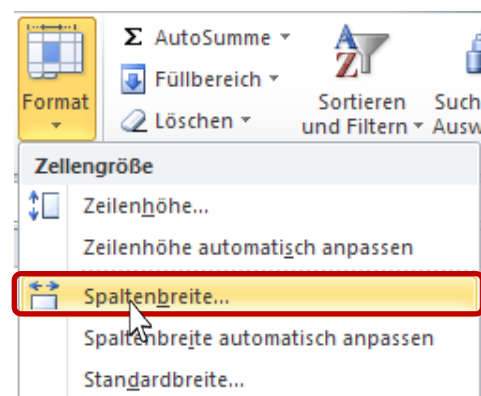 Format
Σ AutoSumme
Füllbereich
Löschen
Sortieren
und Filtern
Such
Ausw
Zellengröße
Zeilenhöhe...
Zeilenhöhe automatisch anpassen
Spaltenbreite...
Spaltenbreite automatisch anpassen
Standardbreite...